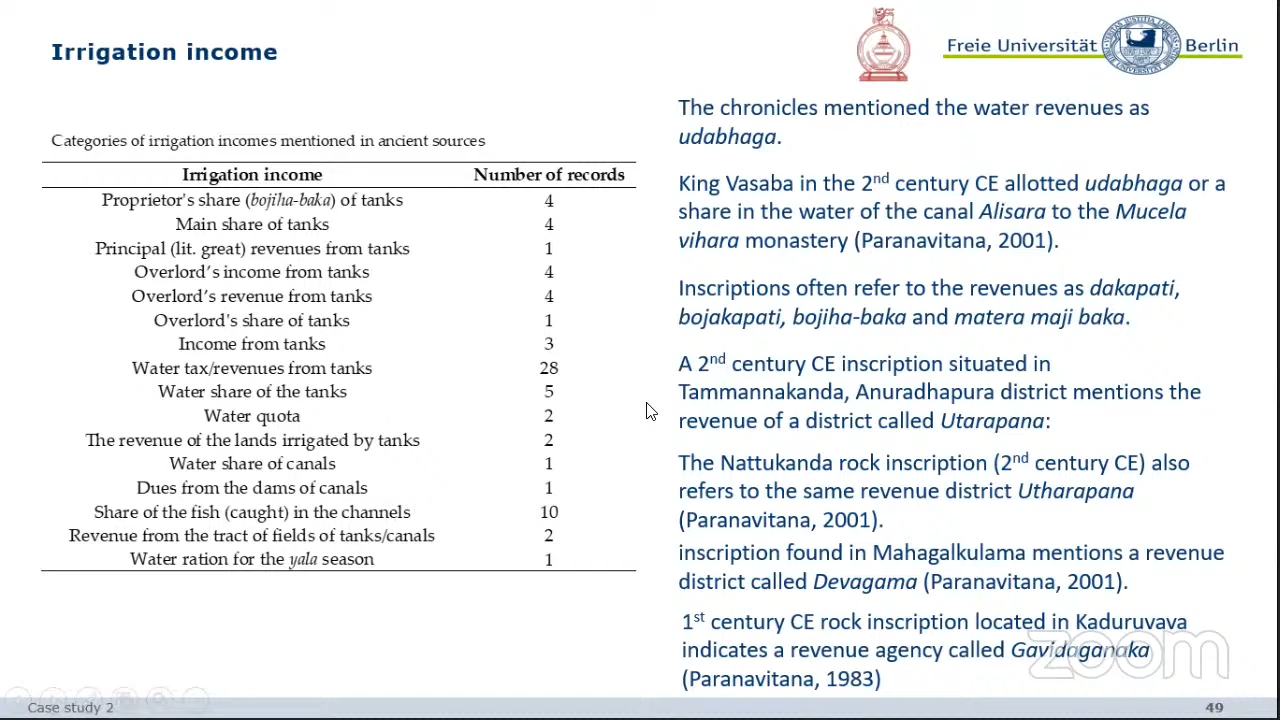 Irrigation income
Freie Universität Berlin
Categories of irrigation incomes mentioned in ancient sources
Irrigation income Number of records
Proprietor's share (bojiha-baka) of tanks 4
Main share of tanks 4
Principal (lit. great) revenues from tanks 1
Overlord's income from tanks 4
Overlord's revenue from tanks 4
Overlord's share of tanks 1
Income from tanks 3
Water tax/revenues from tanks 28
Water share of the tanks 5
Water quota 2
The revenue of the lands irrigated by tanks 2
Water share of canals 1
Dues from the dams of canals 1
Share of the fish (caught) in the channels 10
Revenue from the tract of fields of tanks/canals 2
Water ration for the yala season 1
The chronicles mentioned the water revenues as
udabhaga.
King Vasaba in the 2nd century CE allotted udabhaga or a
share in the water of the canal Alisara to the Mucela
vihara monastery (Paranavitana, 2001).
Inscriptions often refer to the revenues as dakapati,
bojakapati, bojiha-baka and matera maji baka.
A 2nd century CE inscription situated in
Tammannakanda, Anuradhapura district mentions the
revenue of a district called Utarapana:
The Nattukanda rock inscription (2nd century CE) also
refers to the same revenue district Utharapana
(Paranavitana, 2001).
inscription found in Mahagalkulama mentions a revenue
district called Devagama (Paranavitana, 2001).
1st century CE rock inscription located in Kaduruvava
indicates a revenue agency called Gavidaganaka
(Paranavitana, 1983)
zoom
Case study 2 49